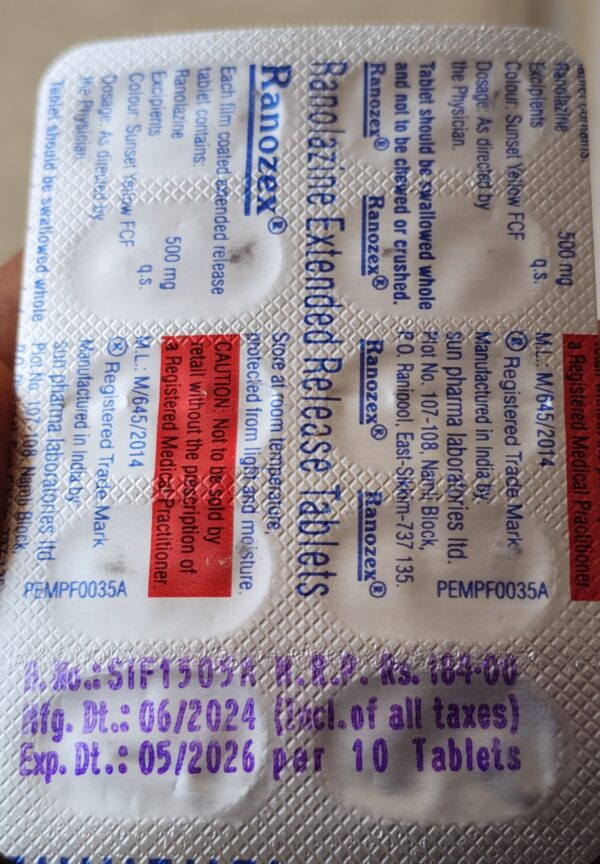 Ranolazine 500 mg
Excipients q.s.
Colour: Sunset Yellow FCF
Dosage: As directed by
the Physician.
Tablet should be swallowed whole
and not to be chewed or crushed.
Ranozex® Ranozex® Ranozex® Ranozex®
a Registered Medical Practitioner.
M.L.: M/645/2014
® Registered Trade Mark
Manufactured in India by:
sun pharma laboratories ltd.
Plot No. 107-108, Namli Block,
P.O. Ranipool, East-Sikkim-737 135.
PEMPF0035A
Ranolazine Extended Release Tablets
Ranozex®
Each film coated extended release
tablet contains:
Ranolazine 500 mg
Excipients q.s.
Colour: Sunset Yellow FCF
Dosage: As directed by
the Physician.
Tablet should be swallowed whole
Store at room temperature,
protected from light and moisture.
CAUTION: Not to be sold by
retail without the prescription of
a Registered Medical Practitioner.
M.L.: M/645/2014
® Registered Trade Mark
Manufactured in India by:
sun pharma laboratories ltd.
Plot No. 107-108, Namli Block,
PEMPF0035A
M.R.P. Rs. 184-00
Mfg. Dt.: 06/2024 (Incl. of all taxes)
Exp. Dt.: 05/2026 per 10 Tablets